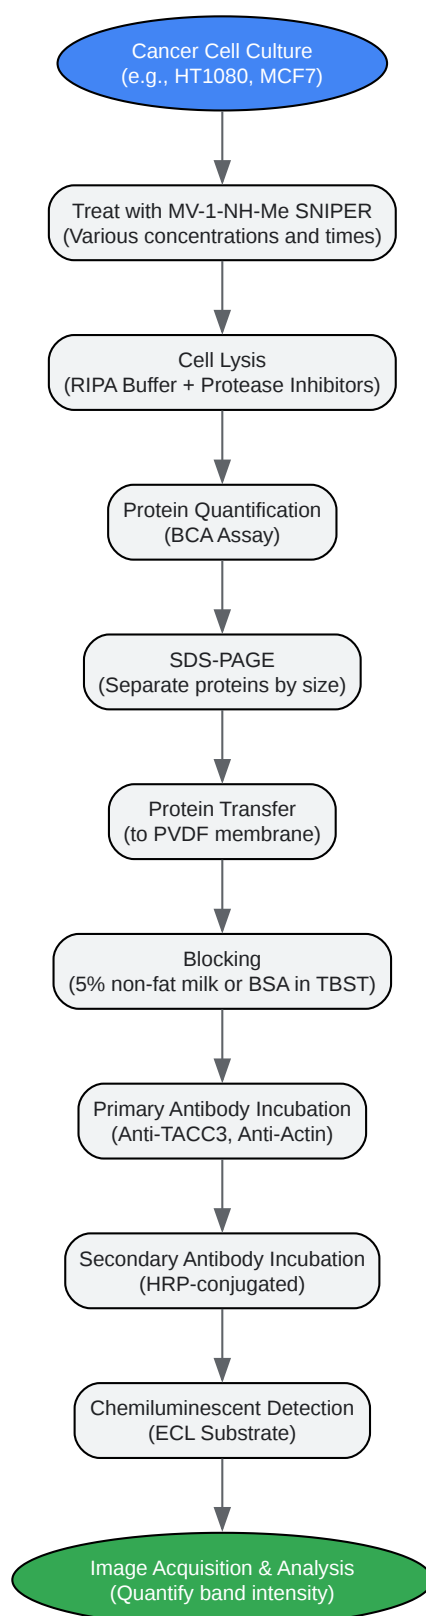 Cancer Cell Culture
(e.g., HT1080, MCF7)
Treat with MV-1-NH-Me SNIPER
(Various concentrations and times)
Cell Lysis
(RIPA Buffer + Protease Inhibitors)
Protein Quantification
(BCA Assay)
SDS-PAGE
(Separate proteins by size)
Protein Transfer
(to PVDF membrane)
Blocking
(5% non-fat milk or BSA in TBST)
Primary Antibody Incubation
(Anti-TACC3, Anti-Actin)
Secondary Antibody Incubation
(HRP-conjugated)
Chemiluminescent Detection
(ECL Substrate)
Image Acquisition & Analysis
(Quantify band intensity)